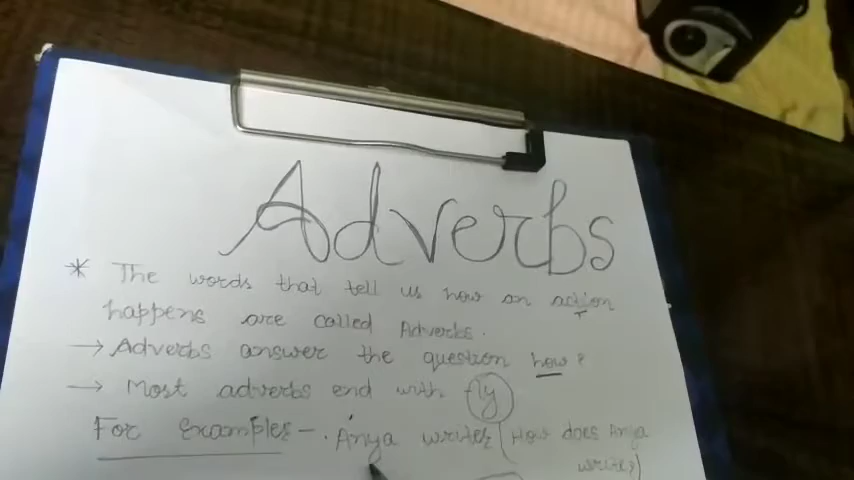 Adverbs
* The words that tell us how an action
happens are called Adverbs.
→ Adverbs answer the question how?
→ Most adverbs end with -ly
For Examples - . Anya writes (How does Anya
writes)